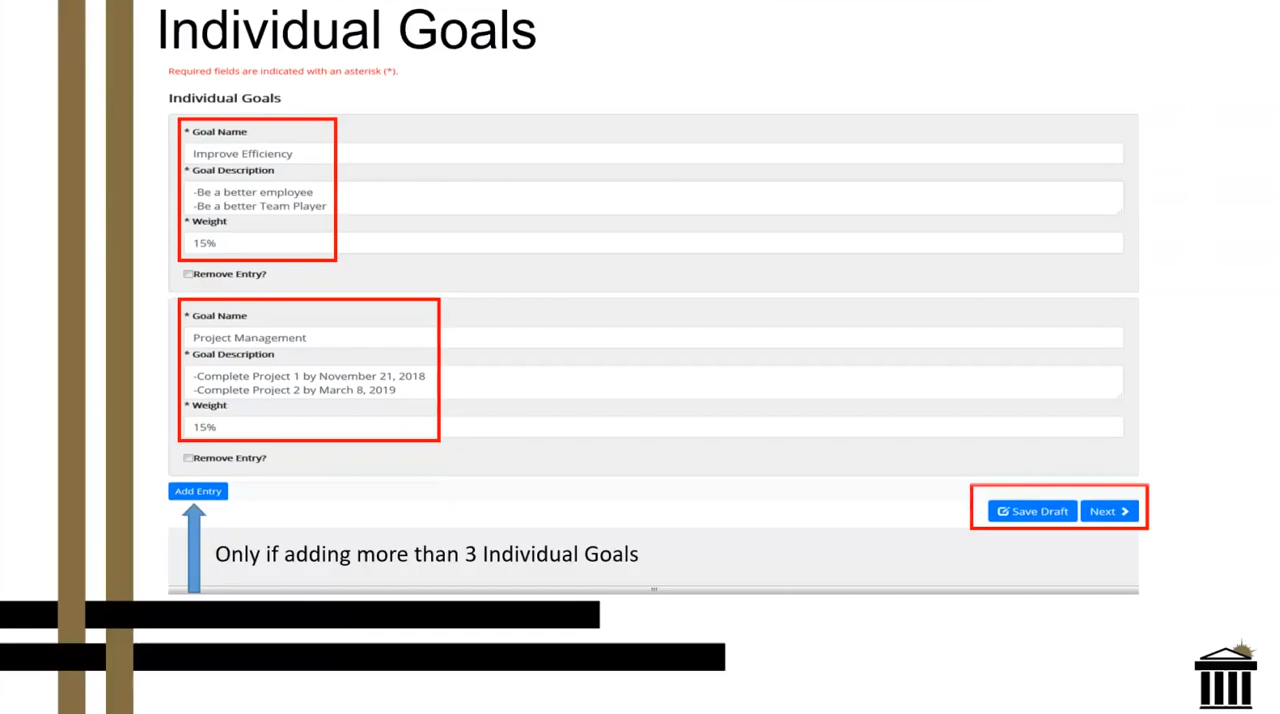 Individual Goals
Required fields are indicated with an asterisk (*).
Individual Goals
* Goal Name
Improve Efficiency
* Goal Description
-Be a better employee
-Be a better Team Player
* Weight
15%
Remove Entry?
* Goal Name
Project Management
* Goal Description
-Complete Project 1 by November 21, 2018
-Complete Project 2 by March 8, 2019
* Weight
15%
Remove Entry?
Add Entry
Save Draft
Next
Only if adding more than 3 Individual Goals